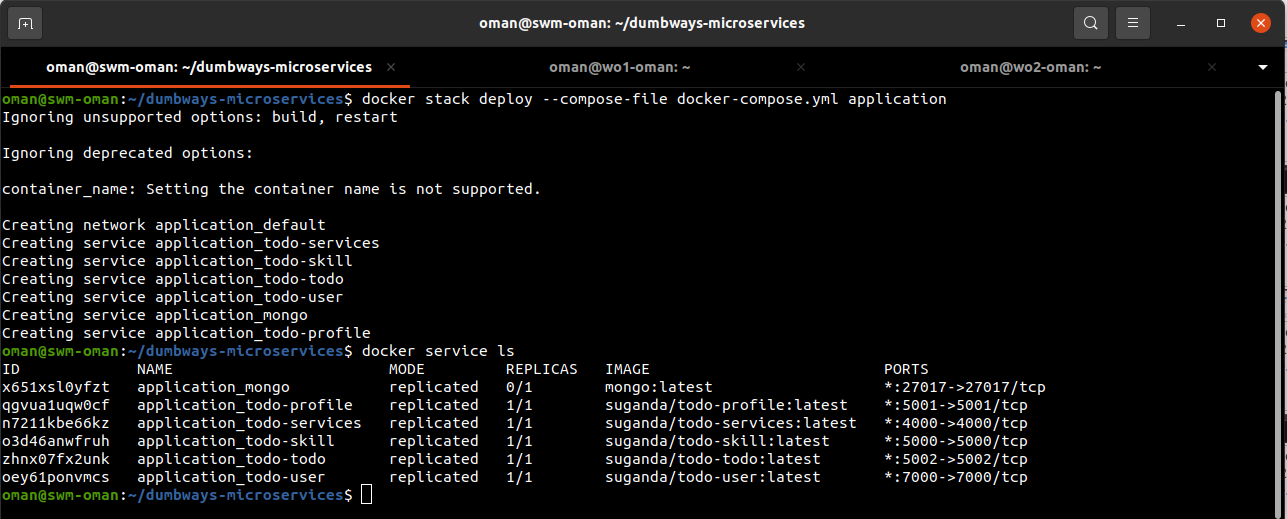 oman@swm-oman: ~/dumbways-microservices
oman@swm-oman: ~/dumbways-microservices × oman@wo1-oman: ~ × oman@wo2-oman: ~ ×
oman@swm-oman:~/dumbways-microservices$ docker stack deploy --compose-file docker-compose.yml application
Ignoring unsupported options: build, restart
Ignoring deprecated options:
container_name: Setting the container name is not supported.
Creating network application_default
Creating service application_todo-services
Creating service application_todo-skill
Creating service application_todo-todo
Creating service application_todo-user
Creating service application_mongo
Creating service application_todo-profile
oman@swm-oman:~/dumbways-microservices$ docker service ls
ID NAME MODE REPLICAS IMAGE PORTS
x651xsl0yfzt application_mongo replicated 0/1 mongo:latest *:27017->27017/tcp
qgvua1uqw0cf application_todo-profile replicated 1/1 suganda/todo-profile:latest *:5001->5001/tcp
n7211kbe66kz application_todo-services replicated 1/1 suganda/todo-services:latest *:4000->4000/tcp
o3d46anwfruh application_todo-skill replicated 1/1 suganda/todo-skill:latest *:5000->5000/tcp
zhnx07fx2unk application_todo-todo replicated 1/1 suganda/todo-todo:latest *:5002->5002/tcp
oey61ponvmcs application_todo-user replicated 1/1 suganda/todo-user:latest *:7000->7000/tcp
oman@swm-oman:~/dumbways-microservices$